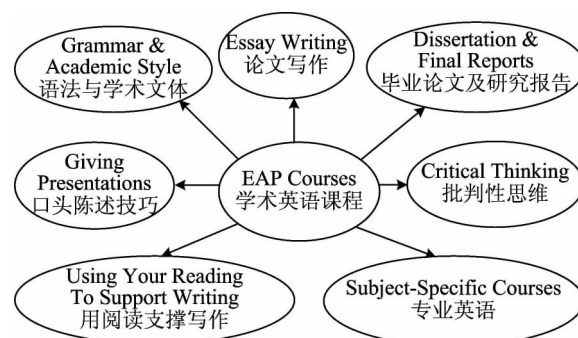 Grammar &
Academic Style
语法与学术文体
Essay Writing
论文写作
Dissertation &
Final Reports
毕业论文及研究报告
Giving
Presentations
口头陈述技巧
EAP Courses
学术英语课程
Critical Thinking
批判性思维
Using Your Reading
To Support Writing
用阅读支撑写作
Subject-Specific Courses
专业英语